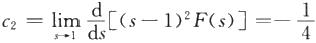 c₂ = lim_{s→1} d/ds [(s−1)²F(s)] = −1/4